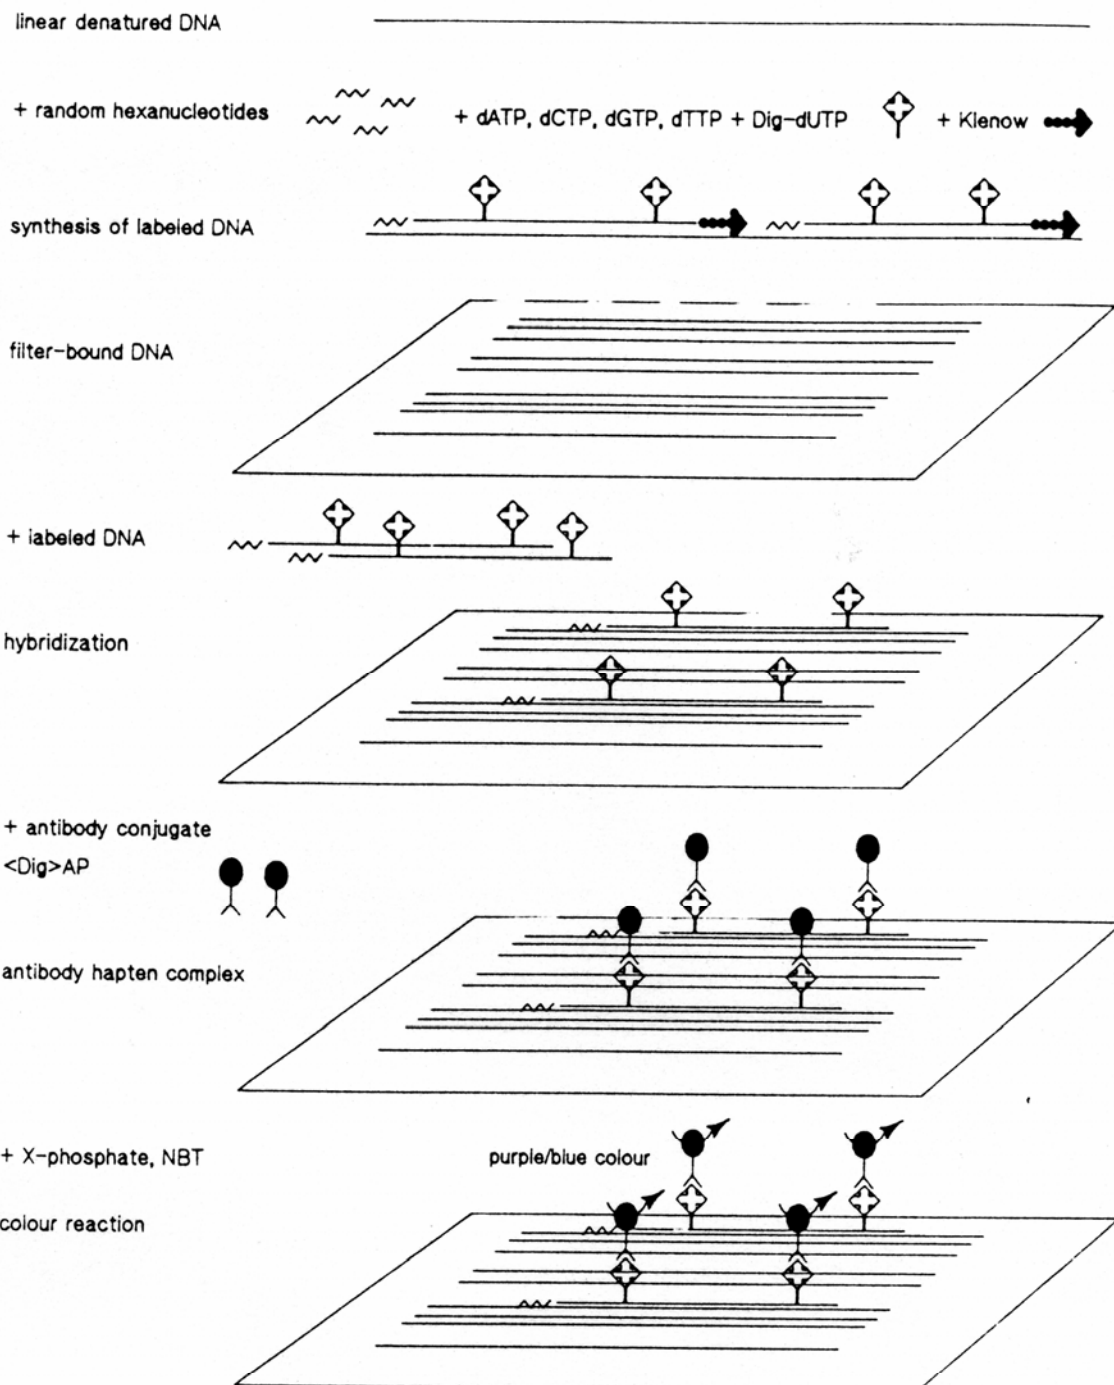 linear denatured DNA
+ random hexanucleotides + dATP, dCTP, dGTP, dTTP + Dig-dUTP + Klenow
synthesis of labeled DNA
filter-bound DNA
+ labeled DNA
hybridization
+ antibody conjugate
<Dig>AP
antibody hapten complex
+ X-phosphate, NBT purple/blue colour
colour reaction